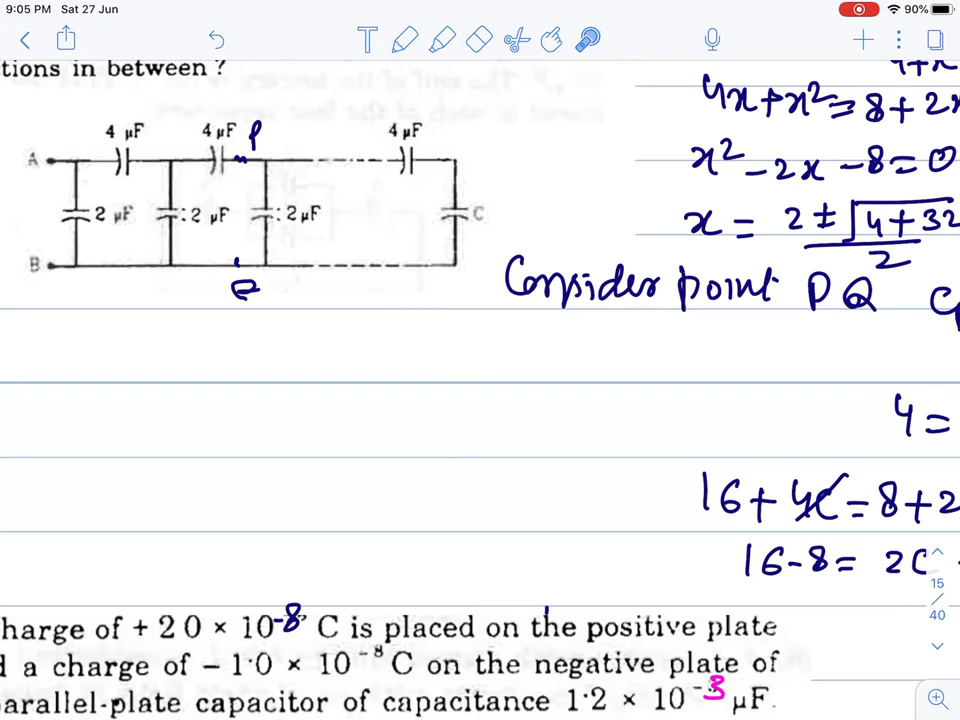 9:05 PM Sat 27 Jun
90%
tions in between ?
4 μF
4 μF P
4 μF
A
2 μF
2 μF
2 μF
C
B
4x+x²=8+2x
x²-2x-8=0
x = 2±√4+32
2
Consider point PQ
4 =
16+4C=8+2
16-8= 2C
15
40
harge of + 2 0 × 10-8 C is placed on the positive plate
d a charge of − 1·0 × 10-8 C on the negative plate of
arallel-plate capacitor of capacitance 1·2 × 10-3 μF.